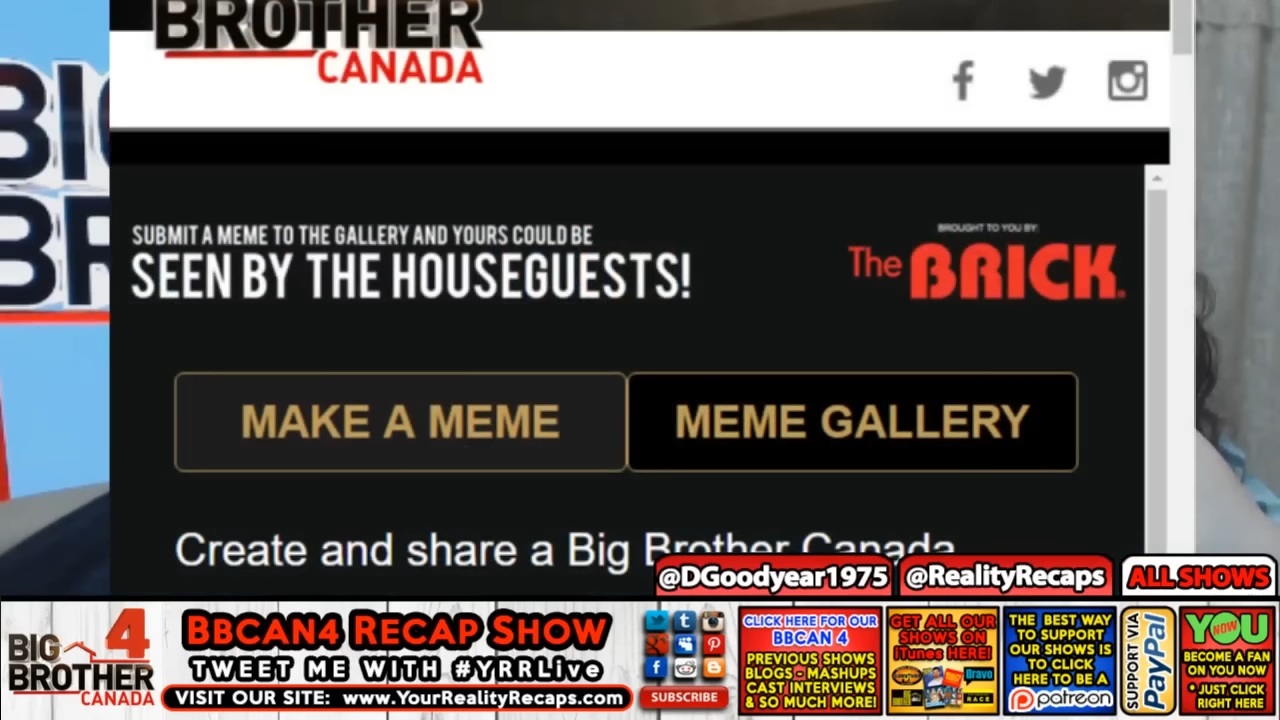 BROTHER
CANADA
BIG
BR
SUBMIT A MEME TO THE GALLERY AND YOURS COULD BE
SEEN BY THE HOUSEGUESTS!
BROUGHT TO YOU BY:
The BRICK.
MAKE A MEME
MEME GALLERY
Create and share a Big Brother Canada
@DGoodyear1975
@RealityRecaps
ALL SHOWS
BIG 4
BROTHER
CANADA
BBCAN4 RECAP SHOW
TWEET ME WITH #YRRLive
VISIT OUR SITE: www.YourRealityRecaps.com
SUBSCRIBE
CLICK HERE FOR OUR
BBCAN 4
PREVIOUS SHOWS
BLOGS - MASHUPS
CAST INTERVIEWS
& SO MUCH MORE!
GET ALL OUR
SHOWS ON
iTunes HERE!
Bravo
RACE
THE BEST WAY
TO SUPPORT
OUR SHOWS IS
TO CLICK
HERE TO BE A
patreon
SUPPORT VIA
PayPal
YOU
NOW
BECOME A FAN
ON YOU NOW
*JUST CLICK
RIGHT HERE